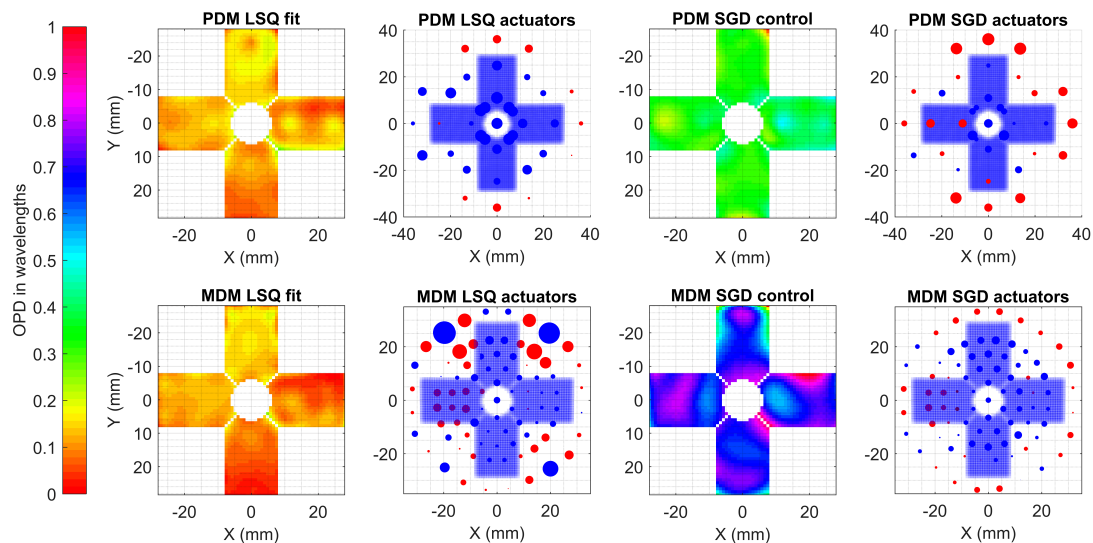 PDM LSQ fit
PDM LSQ actuators
PDM SGD control
PDM SGD actuators
OPD in wavelengths
1
0.9
0.8
0.7
0.6
0.5
0.4
0.3
0.2
0.1
0
Y (mm)
-20
-10
0
10
20
-20 0 20
X (mm)
40
20
0
-20
-40
-40 -20 0 20 40
X (mm)
-20
-10
0
10
20
-20 0 20
X (mm)
40
20
0
-20
-40
-40 -20 0 20 40
X (mm)
MDM LSQ fit
MDM LSQ actuators
MDM SGD control
MDM SGD actuators
Y (mm)
-20
-10
0
10
20
-20 0 20
X (mm)
20
0
-20
-20 0 20
X (mm)
-20
-10
0
10
20
-20 0 20
X (mm)
20
0
-20
-20 0 20
X (mm)